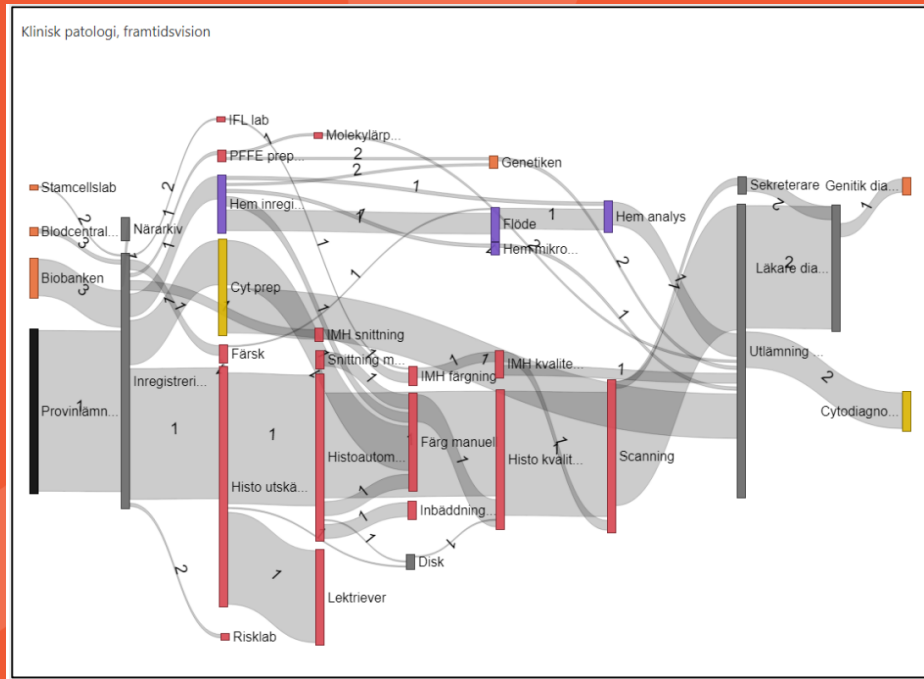 Klinisk patologi, framtidsvision
IFL lab
Molekylärp...
PFFE prep...
Genetiken
Stamcellslab
Sekreterare
Genitik dia...
Närarkiv
Hem inregi...
Flöde
Hem analys
Blodcentral...
Hem mikro...
Biobanken
Läkare dia...
Cyt prep
IMH snittning
Färsk
Snittning m...
IMH kvalite...
Utlämning ...
IMH färgning
Inregistreri...
Provinlämn...
Cytodiagno...
Färg manuel
Histoautom...
Histo kvalit...
Scanning
Histo utskä...
Inbäddning...
Disk
Lektriever
Risklab
1
1
1
1
1
2
2
2
2
2
3
3